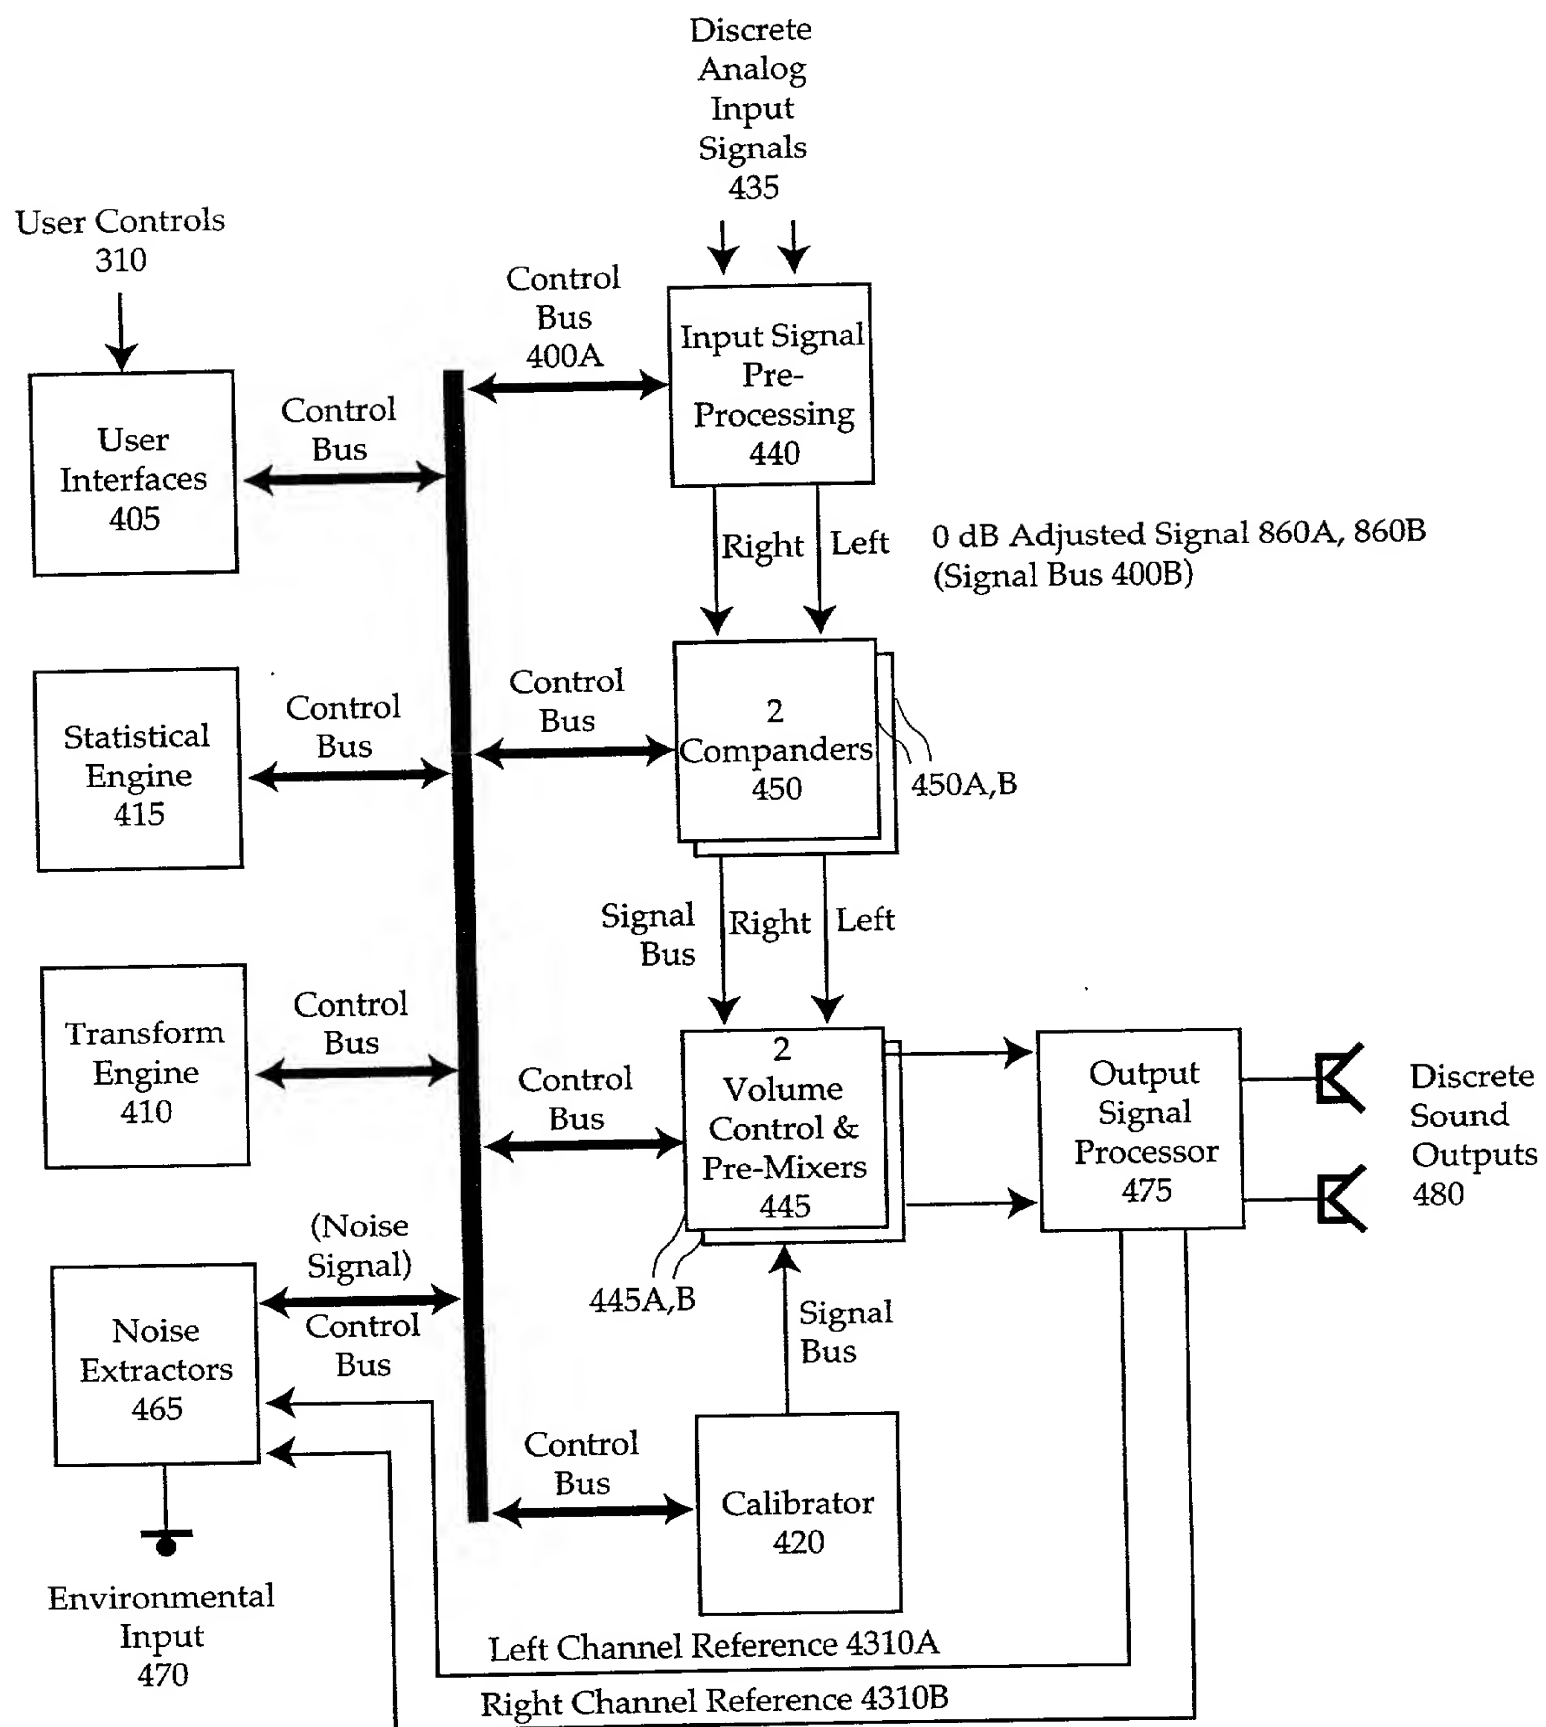 Discrete
Analog
Input
Signals
435
User Controls
310
Control
Bus
400A
Input Signal
Pre-
Processing
440
Control
Bus
User
Interfaces
405
Right
Left
0 dB Adjusted Signal 860A, 860B
(Signal Bus 400B)
Statistical
Engine
415
Control
Bus
Control
Bus
2
Companders
450
450A,B
Signal
Bus
Right
Left
Transform
Engine
410
Control
Bus
Control
Bus
2
Volume
Control &
Pre-Mixers
445
445A,B
Output
Signal
Processor
475
Discrete
Sound
Outputs
480
(Noise
Signal)
Control
Bus
Noise
Extractors
465
Signal
Bus
Control
Bus
Calibrator
420
Environmental
Input
470
Left Channel Reference 4310A
Right Channel Reference 4310B